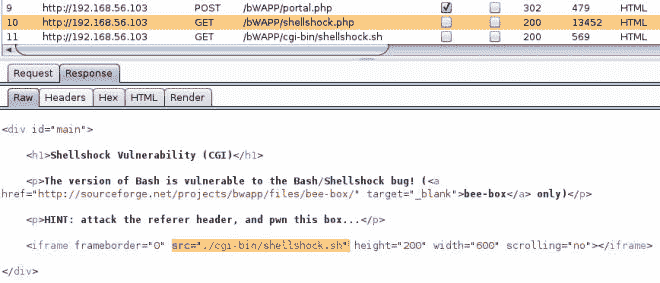 9 http://192.168.56.103 POST /bWAPP/portal.php 302 479 HTML
10 http://192.168.56.103 GET /bWAPP/shellshock.php 200 13452 HTML
11 http://192.168.56.103 GET /bWAPP/cgi-bin/shellshock.sh 200 569 HTML
Request Response
Raw Headers Hex HTML Render
<div id="main">
<h1>Shellshock Vulnerability (CGI)</h1>
<p>The version of Bash is vulnerable to the Bash/Shellshock bug! (<a
href="http://sourceforge.net/projects/bwapp/files/bee-box/" target="_blank">bee-box</a> only)</p>
<p>HINT: attack the referer header, and pwn this box...</p>
<iframe frameborder="0" src="./cgi-bin/shellshock.sh" height="200" width="600" scrolling="no"></iframe>
</div>